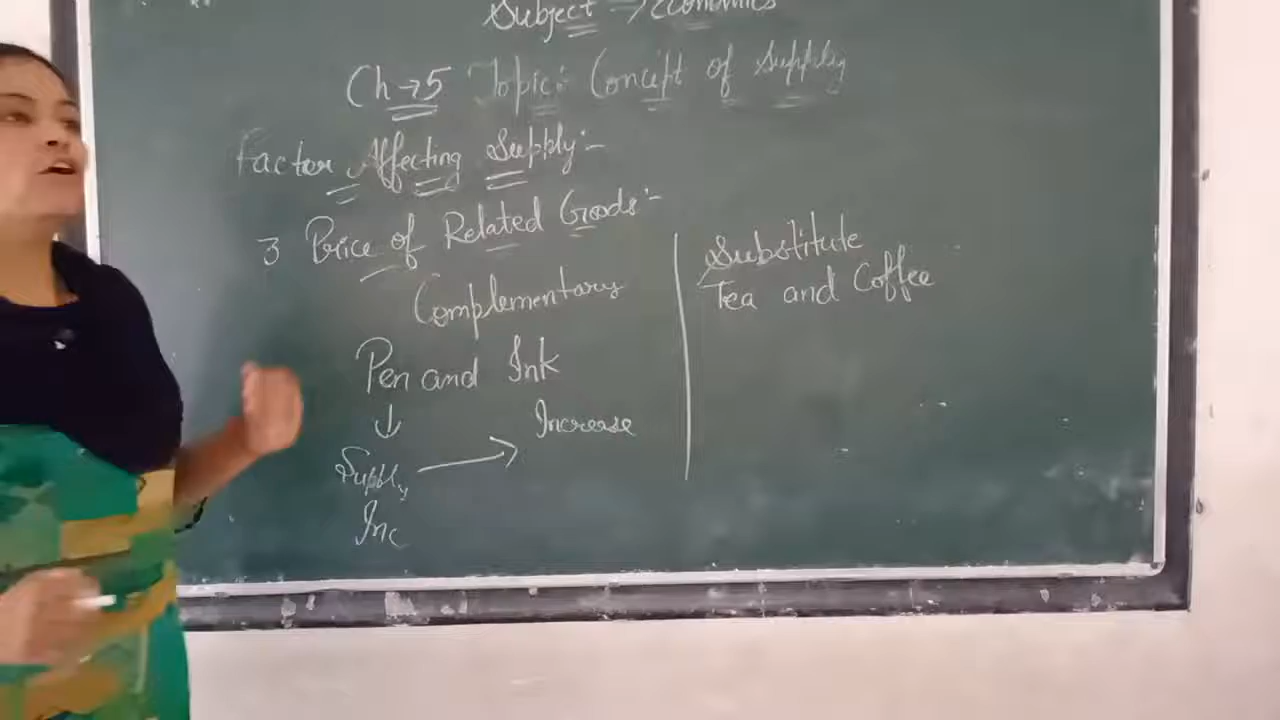 Subject → Economics
Ch → 5 Topic:- Concept of Supply
Factor Affecting Supply:-
3 Price of Related Goods:-
Complementary
Pen and Ink
↓
Increase
Supply →
Inc
Substitute
Tea and Coffee